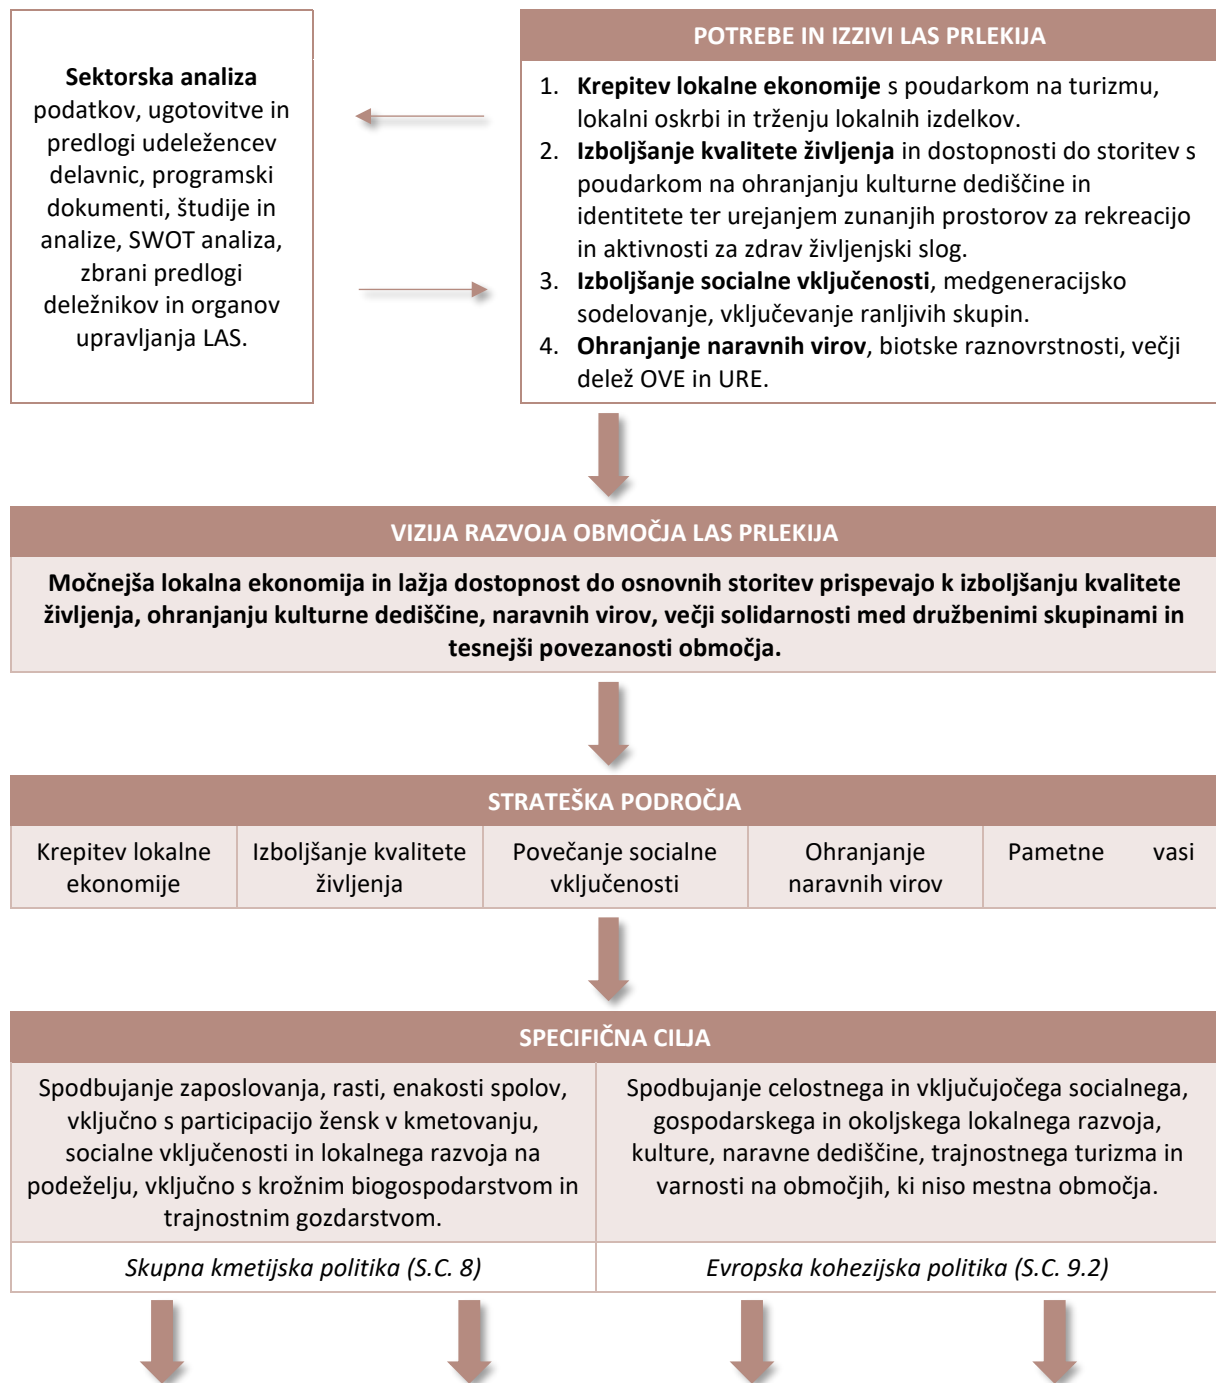 Sektorska analiza
podatkov, ugotovitve in
predlogi udeležencev
delavnic, programski
dokumenti, študije in
analize, SWOT analiza,
zbrani predlogi
deležnikov in organov
upravljanja LAS.
POTREBE IN IZZIVI LAS PRLEKIJA
1. Krepitev lokalne ekonomije s poudarkom na turizmu,
lokalni oskrbi in trženju lokalnih izdelkov.
2. Izboljšanje kvalitete življenja in dostopnosti do storitev s
poudarkom na ohranjanju kulturne dediščine in
identitete ter urejanjem zunanjih prostorov za rekreacijo
in aktivnosti za zdrav življenjski slog.
3. Izboljšanje socialne vključenosti, medgeneracijsko
sodelovanje, vključevanje ranljivih skupin.
4. Ohranjanje naravnih virov, biotske raznovrstnosti, večji
delež OVE in URE.
VIZIJA RAZVOJA OBMOČJA LAS PRLEKIJA
Močnejša lokalna ekonomija in lažja dostopnost do osnovnih storitev prispevajo k izboljšanju kvalitete
življenja, ohranjanju kulturne dediščine, naravnih virov, večji solidarnosti med družbenimi skupinami in
tesnejši povezanosti območja.
STRATEŠKA PODROČJA
Krepitev lokalne
ekonomije
Izboljšanje kvalitete
življenja
Povečanje socialne
vključenosti
Ohranjanje
naravnih virov
Pametne vasi
SPECIFIČNA CILJA
Spodbujanje zaposlovanja, rasti, enakosti spolov,
vključno s participacijo žensk v kmetovanju,
socialne vključenosti in lokalnega razvoja na
podeželju, vključno s krožnim biogospodarstvom in
trajnostnim gozdarstvom.
Spodbujanje celostnega in vključujočega socialnega,
gospodarskega in okoljskega lokalnega razvoja,
kulture, naravne dediščine, trajnostnega turizma in
varnosti na območjih, ki niso mestna območja.
Skupna kmetijska politika (S.C. 8)
Evropska kohezijska politika (S.C. 9.2)